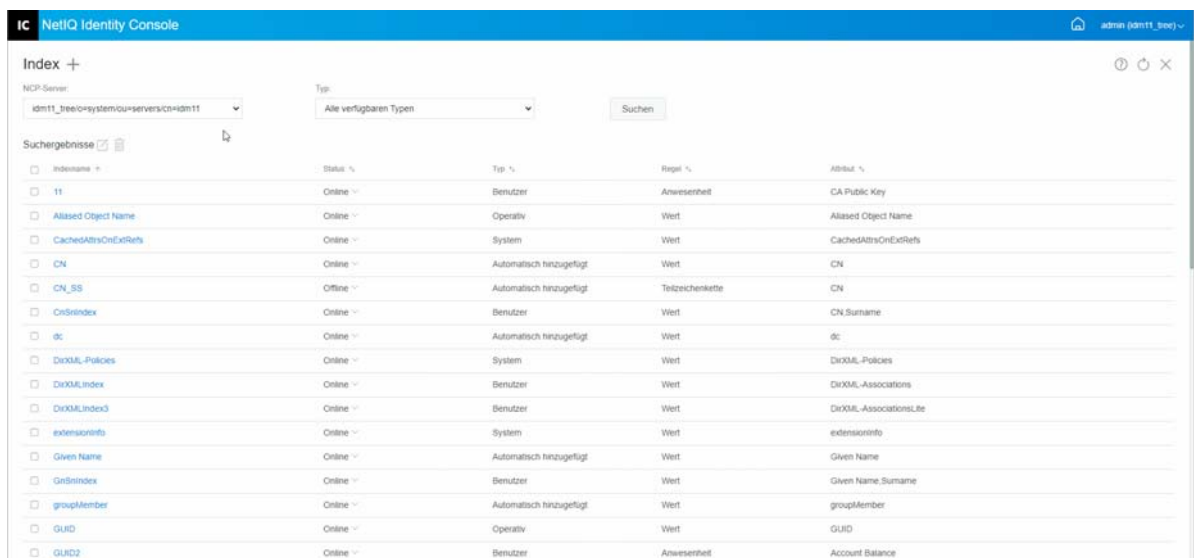 IC NetIQ Identity Console admin (idm11_tree)
Index +
NCP-Server: Typ:
idm11_tree/o=system/ou=servers/cn=idm11 Alle verfügbaren Typen Suchen
Suchergebnisse
Indexname Status Typ Regel Attribut
11 Online Benutzer Anwesenheit CA Public Key
Aliased Object Name Online Operativ Wert Aliased Object Name
CachedAttrsOnExtRefs Online System Wert CachedAttrsOnExtRefs
CN Online Automatisch hinzugefügt Wert CN
CN_SS Offline Automatisch hinzugefügt Teilzeichenkette CN
CnSnIndex Online Benutzer Wert CN,Surname
dc Online Automatisch hinzugefügt Wert dc
DirXML-Policies Online System Wert DirXML-Policies
DirXMLIndex Online Benutzer Wert DirXML-Associations
DirXMLIndex3 Online Benutzer Wert DirXML-AssociationsLite
extensionInfo Online System Wert extensionInfo
Given Name Online Automatisch hinzugefügt Wert Given Name
GnSnIndex Online Benutzer Wert Given Name,Surname
groupMember Online Automatisch hinzugefügt Wert groupMember
GUID Online Operativ Wert GUID
GUID2 Online Benutzer Anwesenheit Account Balance